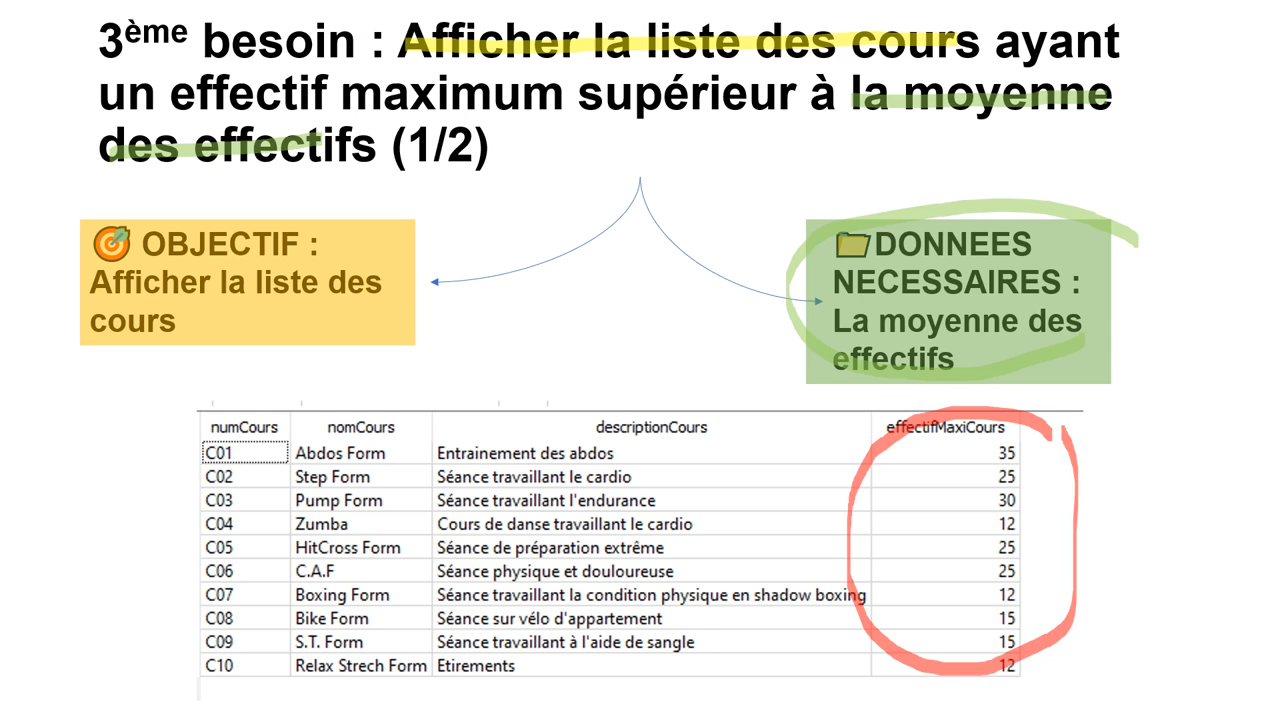 3ème besoin : Afficher la liste des cours ayant
un effectif maximum supérieur à la moyenne
des effectifs (1/2)
OBJECTIF :
Afficher la liste des
cours
DONNEES
NECESSAIRES :
La moyenne des
effectifs
numCours nomCours descriptionCours effectifMaxiCours
C01 Abdos Form Entrainement des abdos 35
C02 Step Form Séance travaillant le cardio 25
C03 Pump Form Séance travaillant l'endurance 30
C04 Zumba Cours de danse travaillant le cardio 12
C05 HitCross Form Séance de préparation extrême 25
C06 C.A.F Séance physique et douloureuse 25
C07 Boxing Form Séance travaillant la condition physique en shadow boxing 12
C08 Bike Form Séance sur vélo d'appartement 15
C09 S.T. Form Séance travaillant à l'aide de sangle 15
C10 Relax Strech Form Etirements 12